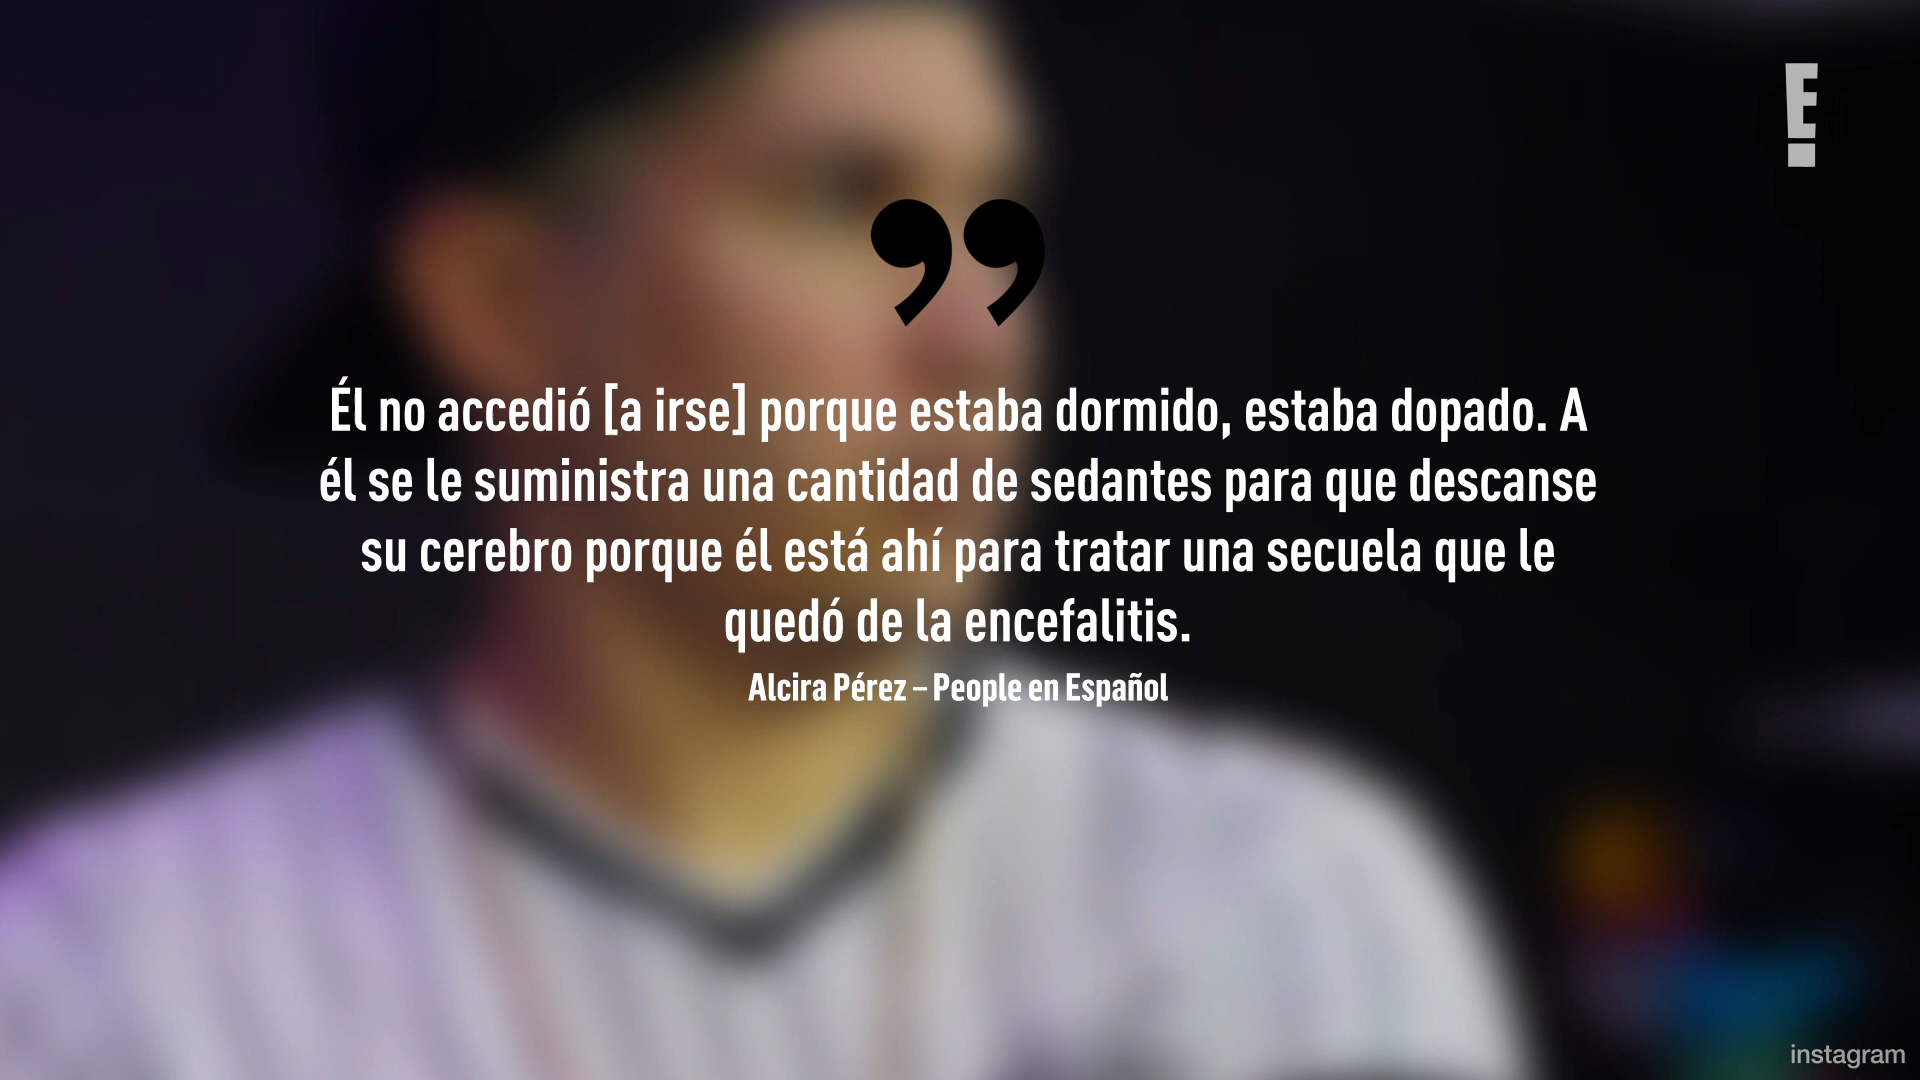 E!
”
Él no accedió [a irse] porque estaba dormido, estaba dopado. A
él se le suministra una cantidad de sedantes para que descanse
su cerebro porque él está ahí para tratar una secuela que le
quedó de la encefalitis.
Alcira Pérez – People en Español
instagram